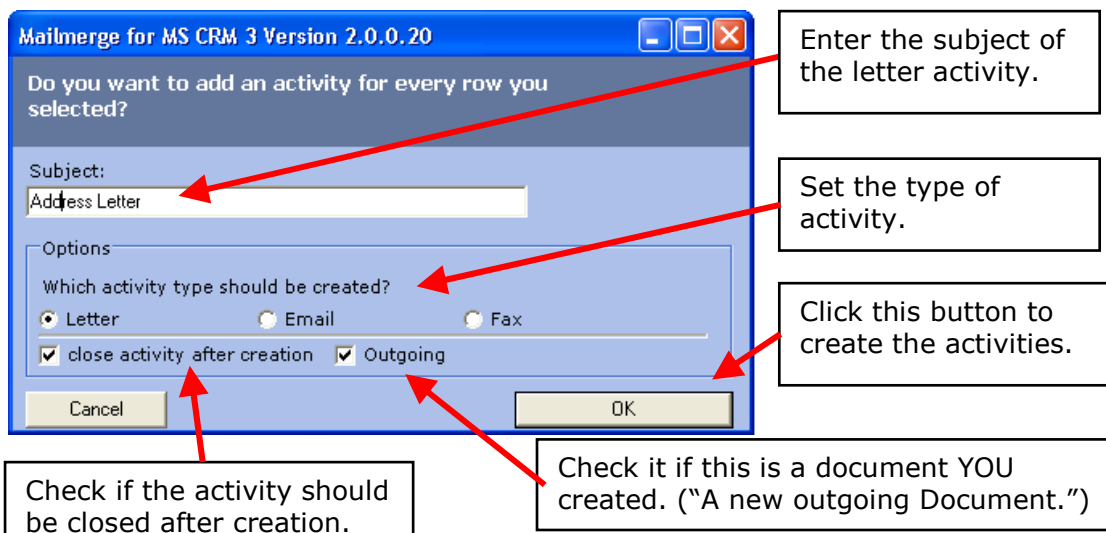 Mailmerge for MS CRM 3 Version 2.0.0.20
Do you want to add an activity for every row you
selected?
Subject:
Address Letter
Options
Which activity type should be created?
Letter Email Fax
close activity after creation Outgoing
Cancel OK
Enter the subject of
the letter activity.
Set the type of
activity.
Click this button to
create the activities.
Check if the activity should
be closed after creation.
Check it if this is a document YOU
created. (“A new outgoing Document.”)